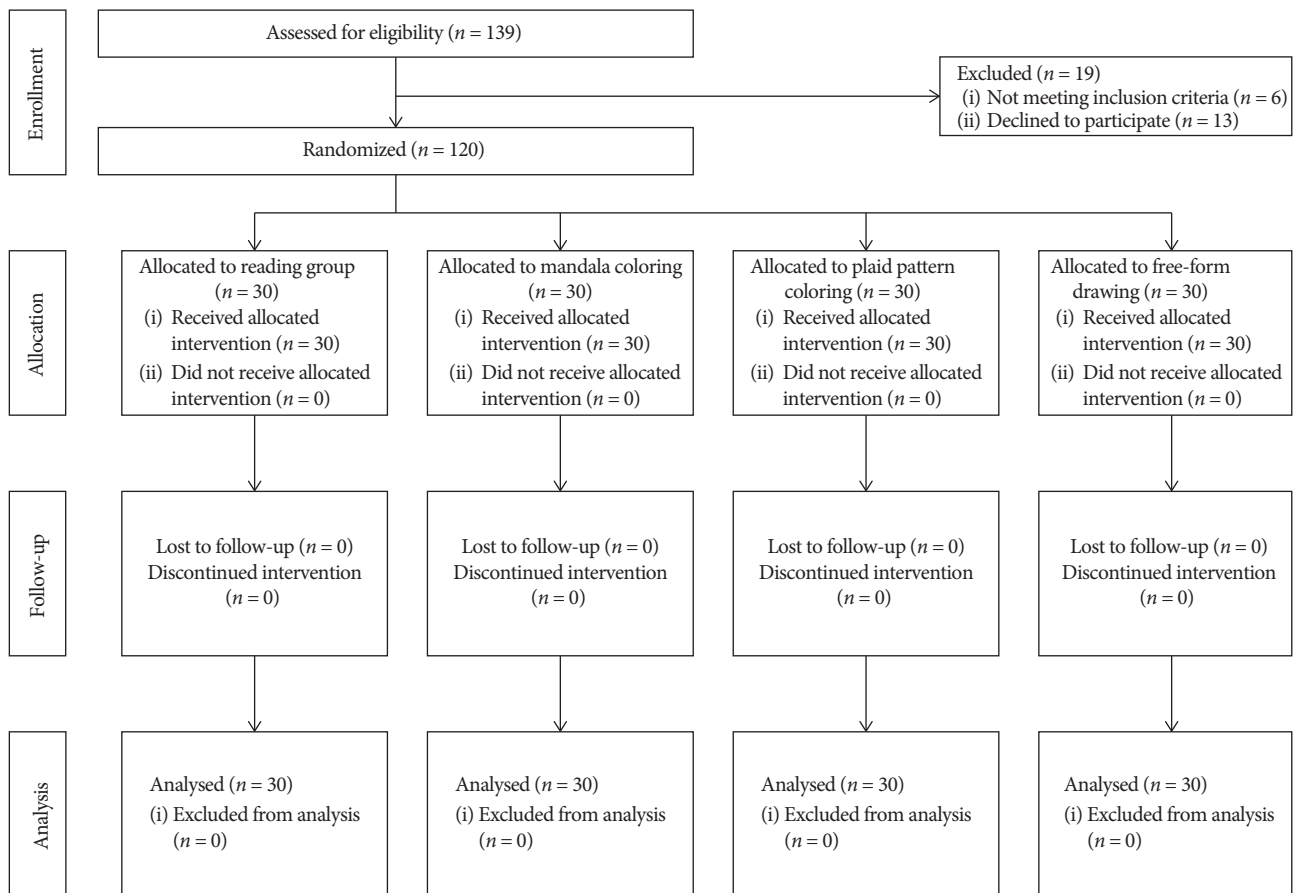 Enrollment
Assessed for eligibility (n = 139)
Excluded (n = 19)
(i) Not meeting inclusion criteria (n = 6)
(ii) Declined to participate (n = 13)
Randomized (n = 120)
Allocation
Allocated to reading group
(n = 30)
(i) Received allocated
intervention (n = 30)
(ii) Did not receive allocated
intervention (n = 0)
Allocated to mandala coloring
(n = 30)
(i) Received allocated
intervention (n = 30)
(ii) Did not receive allocated
intervention (n = 0)
Allocated to plaid pattern
coloring (n = 30)
(i) Received allocated
intervention (n = 30)
(ii) Did not receive allocated
intervention (n = 0)
Allocated to free-form
drawing (n = 30)
(i) Received allocated
intervention (n = 30)
(ii) Did not receive allocated
intervention (n = 0)
Follow-up
Lost to follow-up (n = 0)
Discontinued intervention
(n = 0)
Lost to follow-up (n = 0)
Discontinued intervention
(n = 0)
Lost to follow-up (n = 0)
Discontinued intervention
(n = 0)
Lost to follow-up (n = 0)
Discontinued intervention
(n = 0)
Analysis
Analysed (n = 30)
(i) Excluded from analysis
(n = 0)
Analysed (n = 30)
(i) Excluded from analysis
(n = 0)
Analysed (n = 30)
(i) Excluded from analysis
(n = 0)
Analysed (n = 30)
(i) Excluded from analysis
(n = 0)